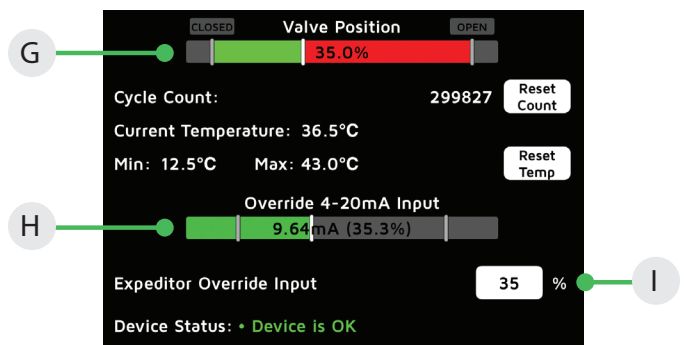 CLOSED Valve Position OPEN
G 35.0%
Cycle Count: 299827 Reset Count
Current Temperature: 36.5°C
Min: 12.5°C Max: 43.0°C Reset Temp
Override 4-20mA Input
H 9.64mA (35.3%)
Expeditor Override Input 35 % I
Device Status: • Device is OK